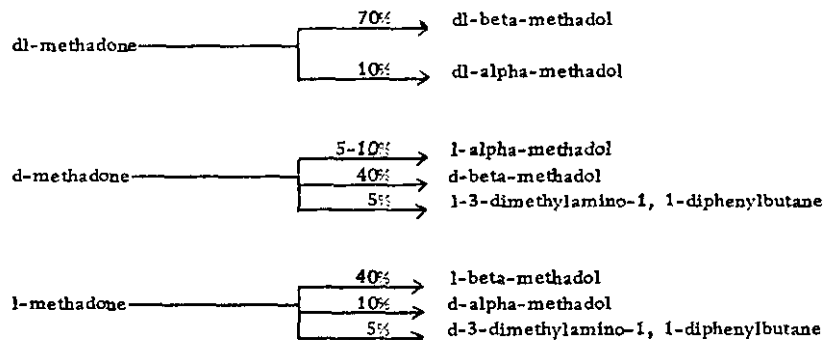 70%
dl-beta-methadol
dl-methadone
10%
dl-alpha-methadol
5-10%
l-alpha-methadol
40%
d-methadone
d-beta-methadol
5%
l-3-dimethylamino-1, 1-diphenylbutane
40%
l-beta-methadol
10%
l-methadone
d-alpha-methadol
5%
d-3-dimethylamino-1, 1-diphenylbutane